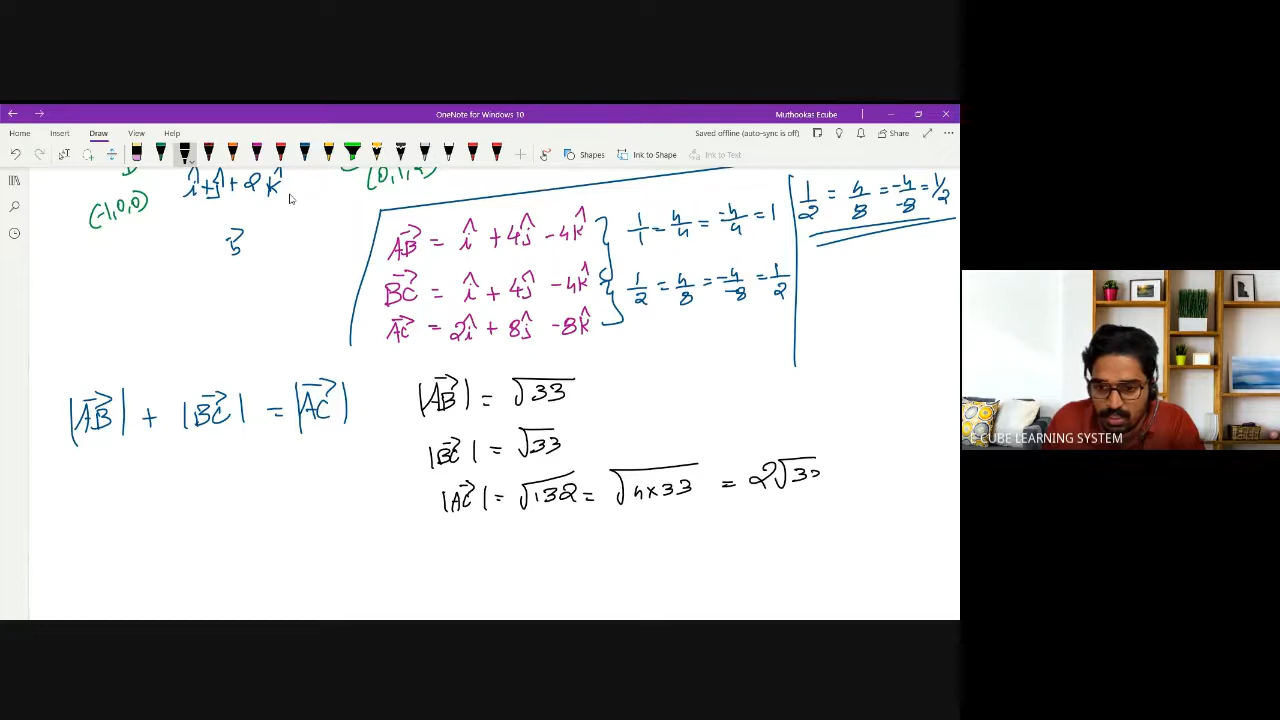 OneNote for Windows 10
Muthookas Ecube
Home Insert Draw View Help
Saved offline (auto-sync is off)
Share
Shapes Ink to Shape Ink to Text
î + ĵ + 2k̂
(-1,0,0)
AB⃗ = î + 4ĵ - 4k̂
BC⃗ = î + 4ĵ - 4k̂
AC⃗ = 2î + 8ĵ - 8k̂
1/1 = 4/4 = -4/4 = 1
1/2 = 4/8 = -4/-8 = 1/2
1/2 = 4/8 = -4/-8 = 1/2
|AB⃗| + |BC⃗| = |AC⃗|
|AB⃗| = √33
|BC⃗| = √33
|AC⃗| = √132 = √4×33 = 2√33
E CUBE LEARNING SYSTEM